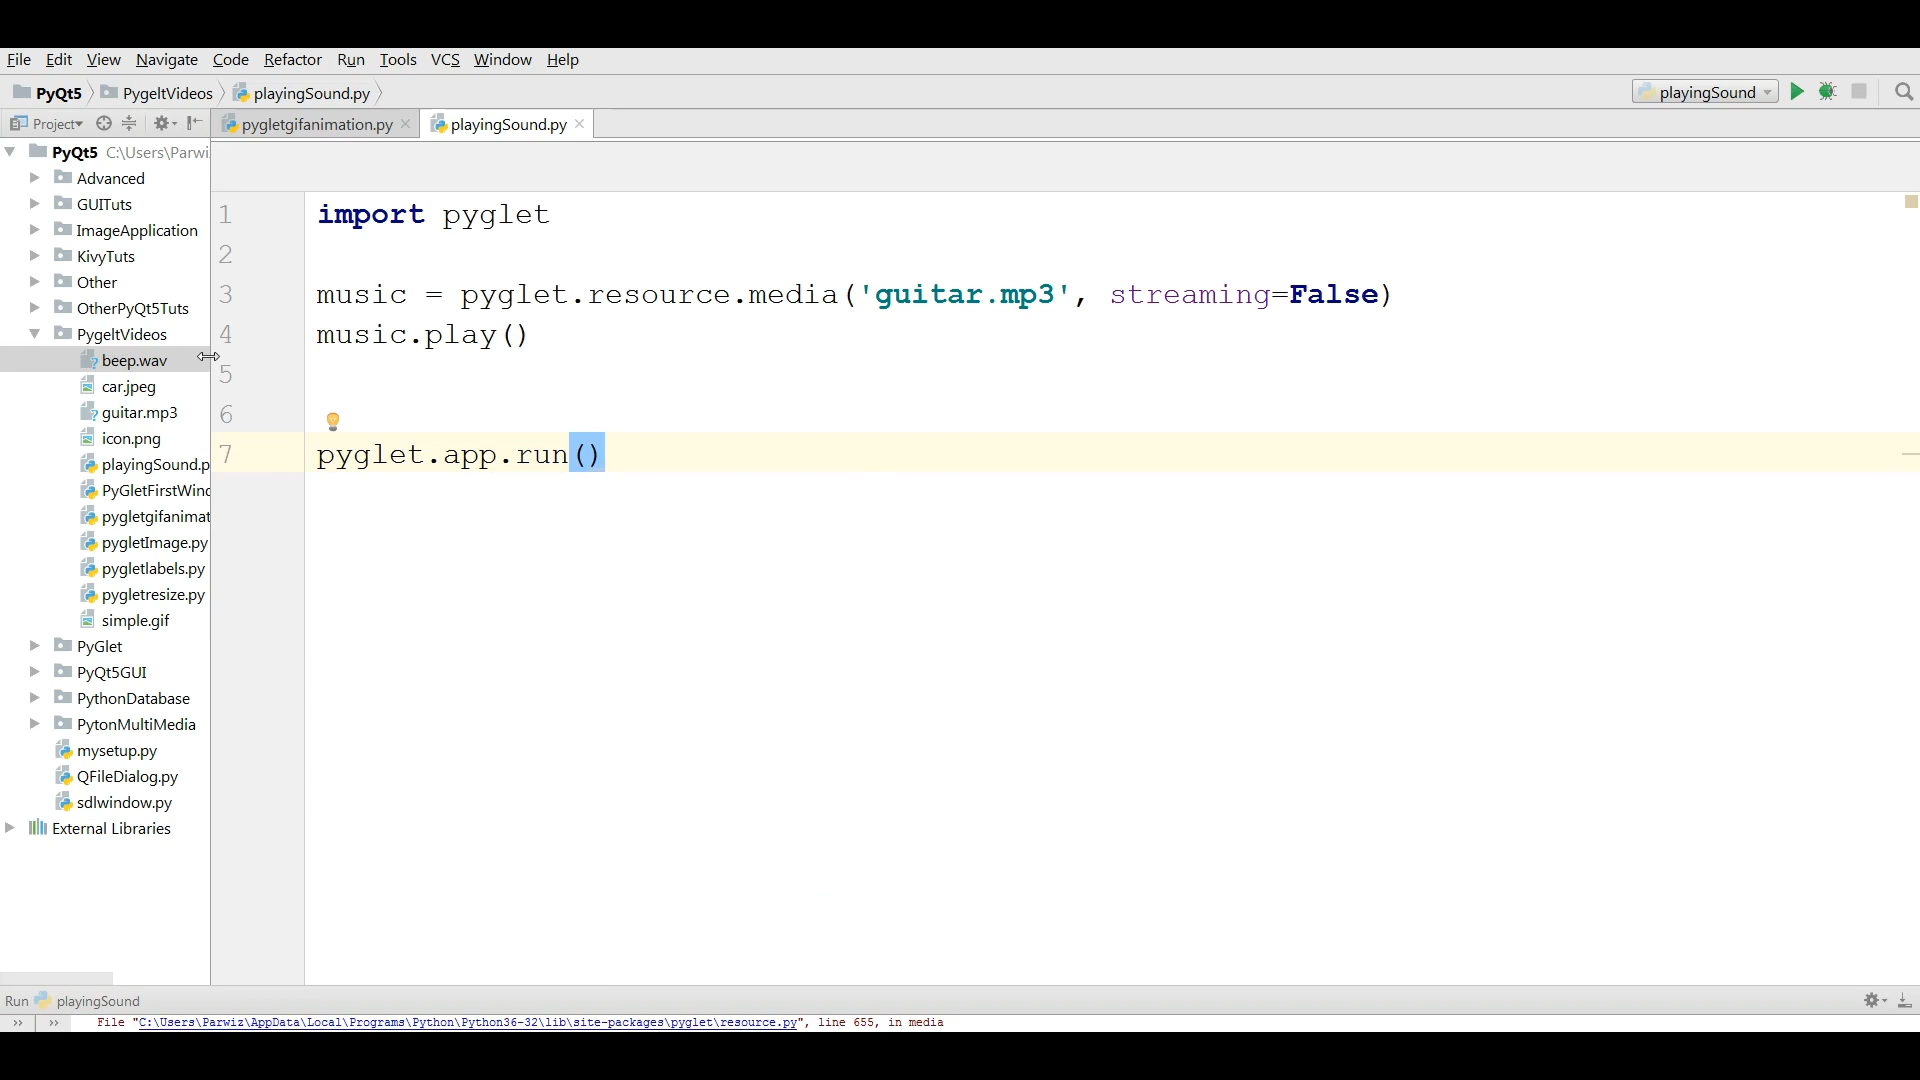 File Edit View Navigate Code Refactor Run Tools VCS Window Help
PyQt5 PygeltVideos playingSound.py playingSound
Project pygletgifanimation.py playingSound.py
PyQt5 C:\Users\Parwi
Advanced
GUITuts
ImageApplication
KivyTuts
Other
OtherPyQt5Tuts
PygeltVideos
beep.wav
car.jpeg
guitar.mp3
icon.png
playingSound.p
PyGletFirstWind
pygletgifanimat
pygletImage.py
pygletlabels.py
pygletresize.py
simple.gif
PyGlet
PyQt5GUI
PythonDatabase
PytonMultiMedia
mysetup.py
QFileDialog.py
sdlwindow.py
External Libraries
1 import pyglet
2
3 music = pyglet.resource.media('guitar.mp3', streaming=False)
4 music.play()
5
6
7 pyglet.app.run()
Run playingSound
File "C:\Users\Parwiz\AppData\Local\Programs\Python\Python36-32\lib\site-packages\pyglet\resource.py", line 655, in media